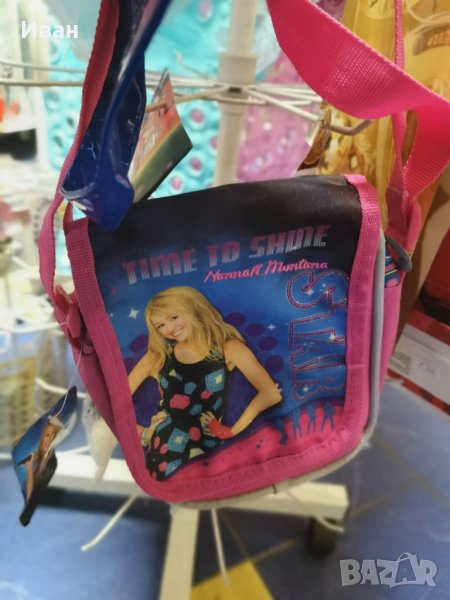 Иван
TIME TO SHINE
Hannah Montana
STAR
BAZAR